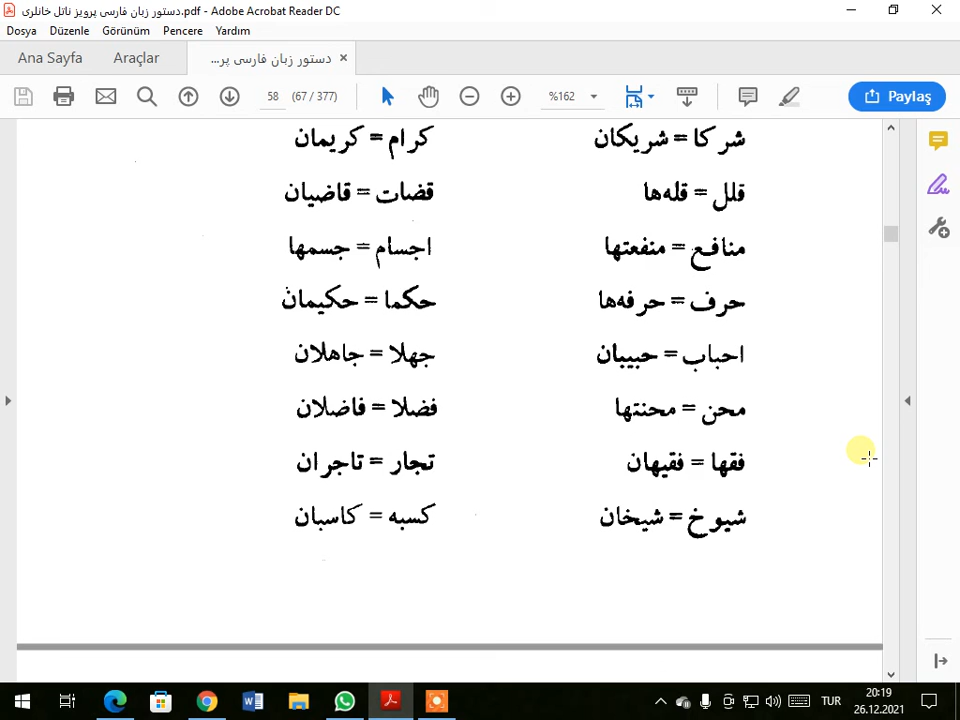 دستور زبان فارسی پرویز ناتل خانلری.pdf - Adobe Acrobat Reader DC
Dosya Düzenle Görünüm Pencere Yardım
Ana Sayfa Araçlar دستور زبان فارسی پر... ×
58 (67 / 377) %162 Paylaş
شرکا = شریکان کرام = کریمان
قلل = قله‌ها قضات = قاضیان
منافع = منفعتها اجسام = جسمها
حرف = حرفه‌ها حکما = حکیمان
احباب = حبیبان جهلا = جاهلان
محن = محنتها فضلا = فاضلان
فقها = فقیهان تجار = تاجران
شیوخ = شیخان کسبه = کاسبان
TUR 20:19
26.12.2021